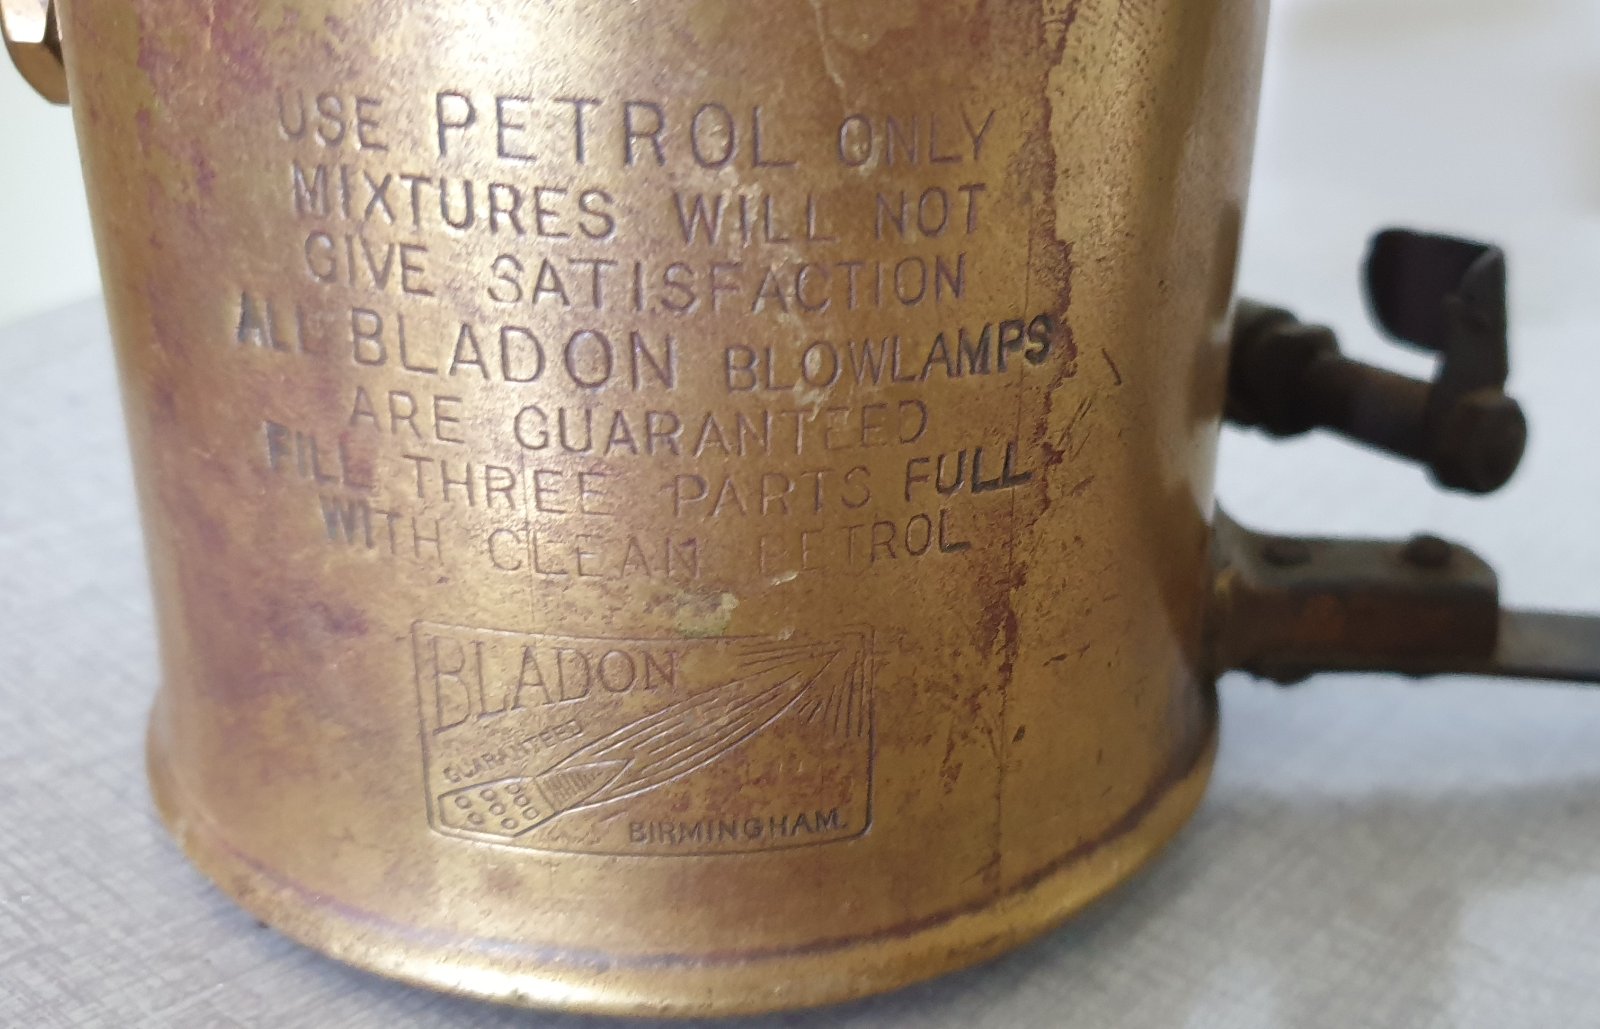 USE PETROL ONLY
MIXTURES WILL NOT
GIVE SATISFACTION
ALL BLADON BLOWLAMPS
ARE GUARANTEED
FILL THREE PARTS FULL
WITH CLEAN PETROL
BLADON
GUARANTEED
BIRMINGHAM.